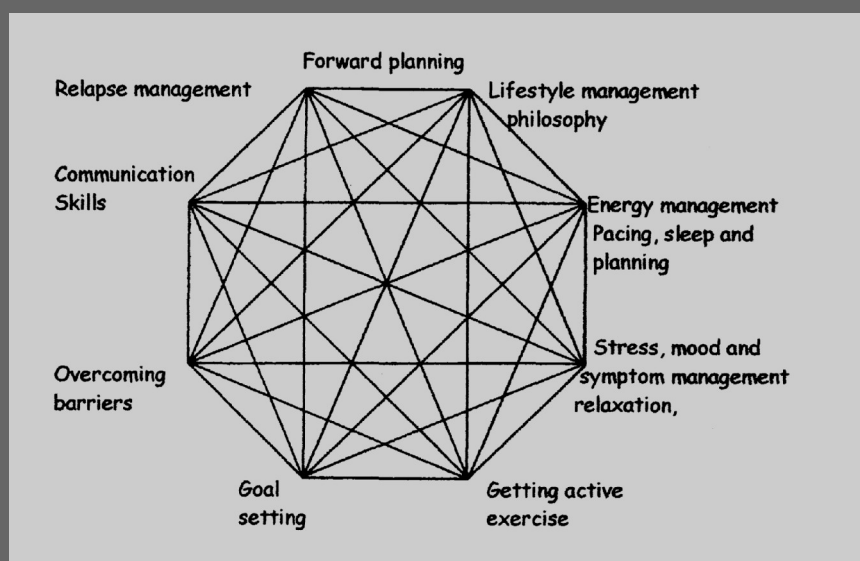 Forward planning
Relapse management
Lifestyle management
philosophy
Communication
Skills
Energy management
Pacing, sleep and
planning
Stress, mood and
symptom management
relaxation,
Overcoming
barriers
Goal
setting
Getting active
exercise